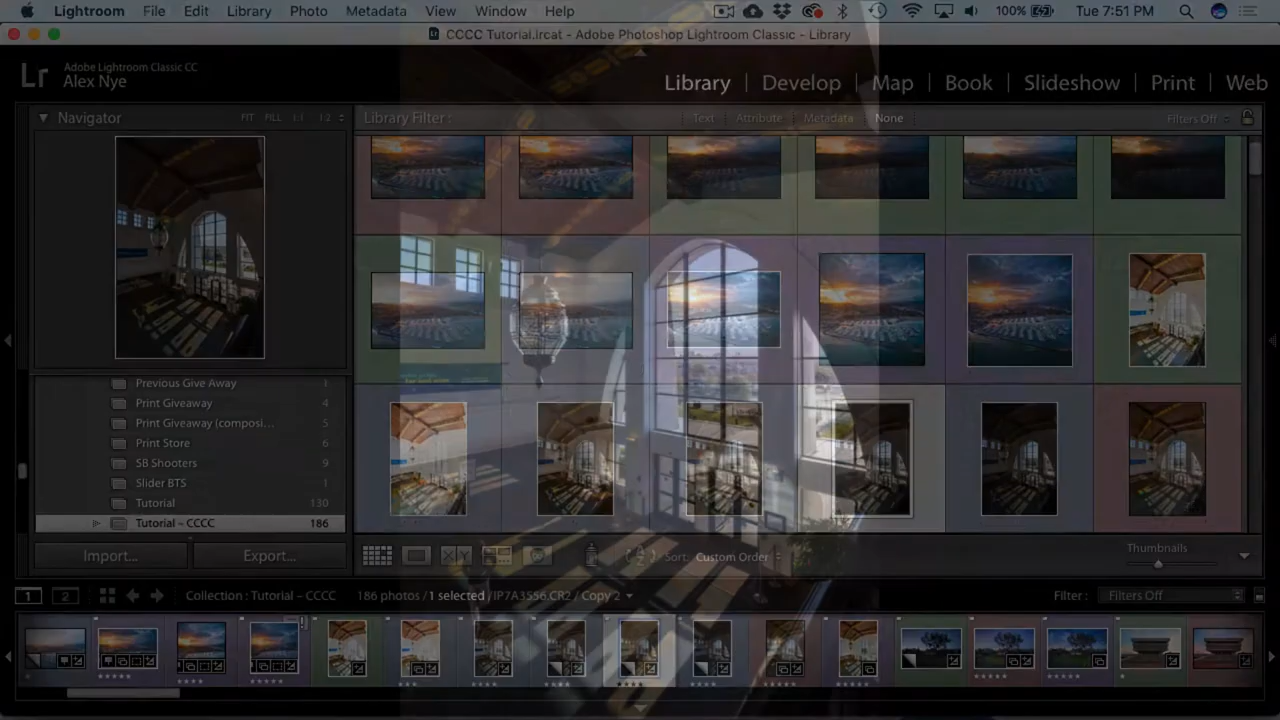 Lightroom File Edit Library Photo Metadata View Window Help 100% Tue 7:51 PM
CCCC Tutorial.lrcat - Adobe Photoshop Lightroom Classic - Library
Lr Adobe Lightroom Classic CC
Alex Nye
Library | Develop | Map | Book | Slideshow | Print | Web
Navigator FIT FILL 1:1 1:2
Library Filter : Text Attribute Metadata None Filters Off
Previous Give Away 1
Print Giveaway 4
Print Giveaway (composi... 5
Print Store 6
SB Shooters 9
Slider BTS 1
Tutorial 130
Tutorial – CCCC 186
Import... Export...
Sort: Custom Order
Thumbnails
1 2 Collection : Tutorial – CCCC 186 photos / 1 selected / IP7A3556.CR2 / Copy 2
Filter : Filters Off